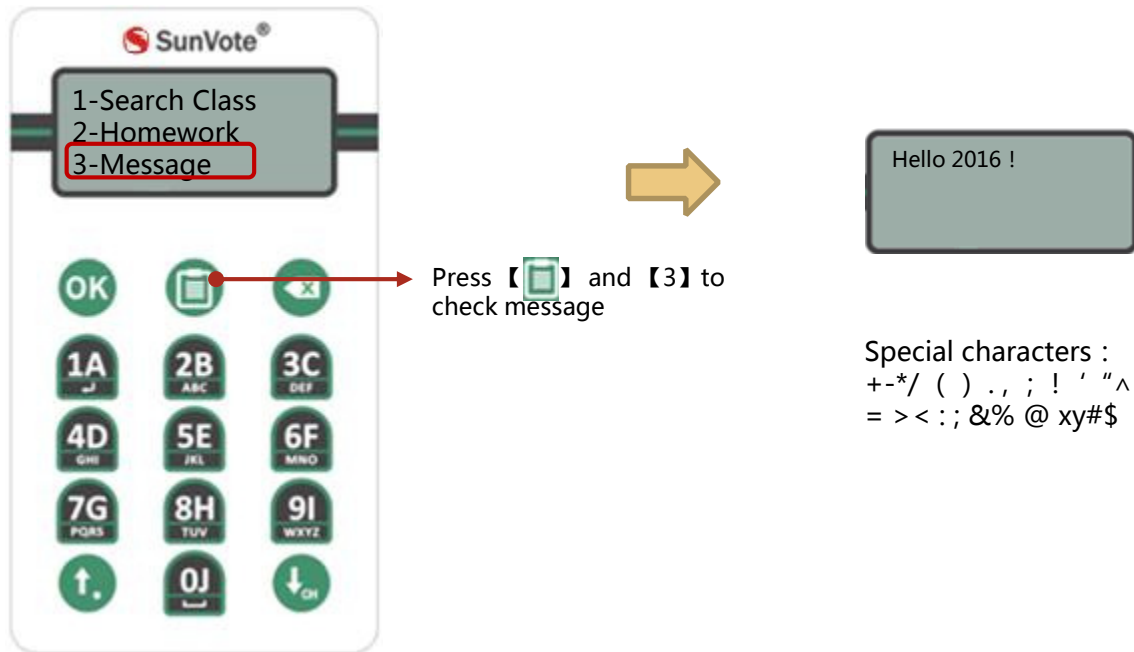 SunVote®
1-Search Class
2-Homework
3-Message
Hello 2016 !
OK
Press 【 】 and 【3】 to
check message
1A
2B
ABC
3C
DEF
4D
GHI
5E
JKL
6F
MNO
7G
PQRS
8H
TUV
9I
WXYZ
0J
CH
Special characters :
+-*/ ( ) . , ; ! ‘ “^
= > < : ; &% @ xy#$